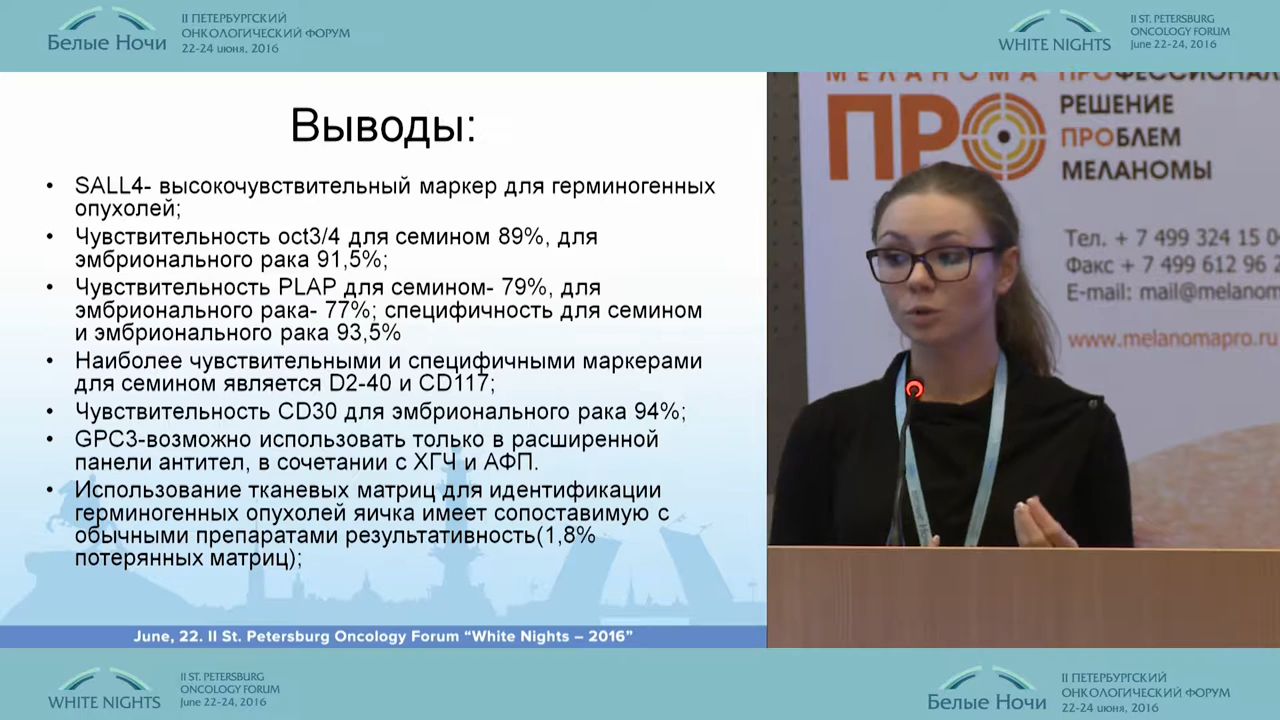 II ПЕТЕРБУРГСКИЙ
ОНКОЛОГИЧЕСКИЙ ФОРУМ
Белые Ночи
22-24 июня, 2016
II ST. PETERSBURG
ONCOLOGY FORUM
WHITE NIGHTS
June 22-24, 2016
Выводы:
• SALL4- высокочувствительный маркер для герминогенных
опухолей;
• Чувствительность oct3/4 для семином 89%, для
эмбрионального рака 91,5%;
• Чувствительность PLAP для семином- 79%, для
эмбрионального рака- 77%; специфичность для семином
и эмбрионального рака 93,5%
• Наиболее чувствительными и специфичными маркерами
для семином является D2-40 и CD117;
• Чувствительность CD30 для эмбрионального рака 94%;
• GPC3-возможно использовать только в расширенной
панели антител, в сочетании с ХГЧ и АФП.
• Использование тканевых матриц для идентификации
герминогенных опухолей яичка имеет сопоставимую с
обычными препаратами результативность(1,8%
потерянных матриц);
June, 22. II St. Petersburg Oncology Forum “White Nights – 2016”
МЕЛАНОМА
ПРО
ПРОФЕССИОНАЛ
РЕШЕНИЕ
ПРОБЛЕМ
МЕЛАНОМЫ
Тел. + 7 499 324 15 0
Факс + 7 499 612 96 2
E-mail: mail@melanom
www.melanomapro.ru
WHITE NIGHTS
II ST. PETERSBURG
ONCOLOGY FORUM
June 22-24, 2016
Белые Ночи
II ПЕТЕРБУРГСКИЙ
ОНКОЛОГИЧЕСКИЙ ФОРУМ
22-24 июня, 2016